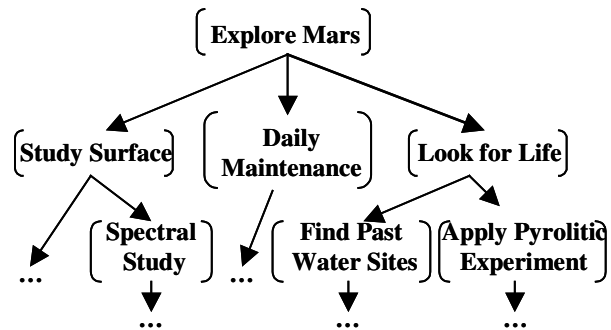 Explore Mars
Study Surface
Daily
Maintenance
Look for Life
...
Spectral
Study
...
...
Find Past
Water Sites
...
Apply Pyrolitic
Experiment
...